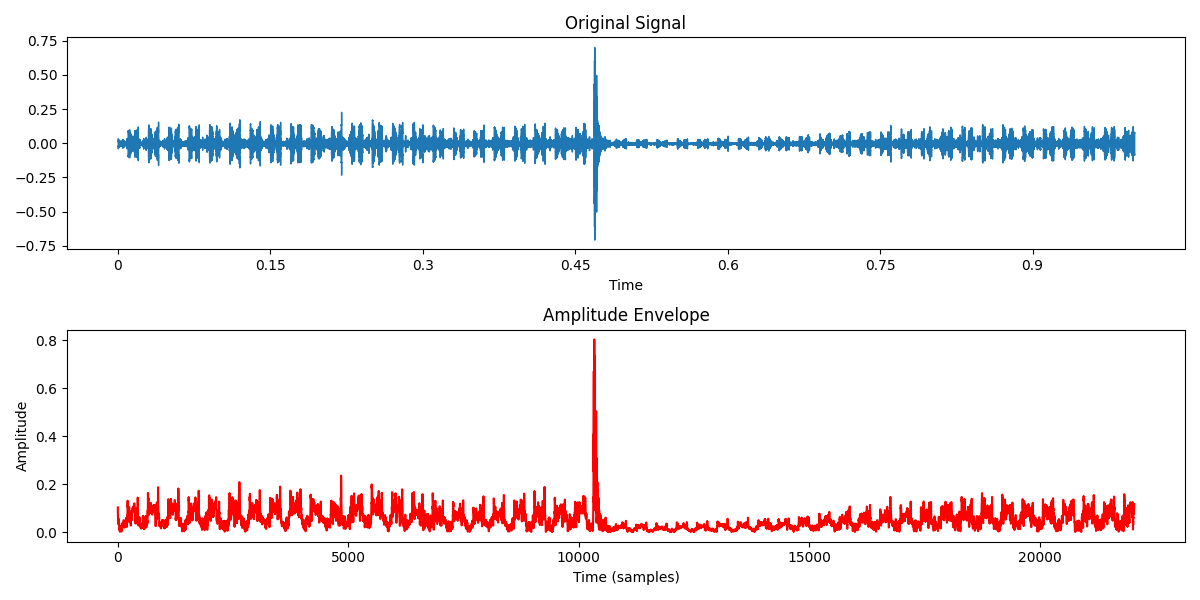 Original Signal
0.75
0.50
0.25
0.00
−0.25
−0.50
−0.75
0 0.15 0.3 0.45 0.6 0.75 0.9
Time
Amplitude Envelope
Amplitude
0.8
0.6
0.4
0.2
0.0
0 5000 10000 15000 20000
Time (samples)